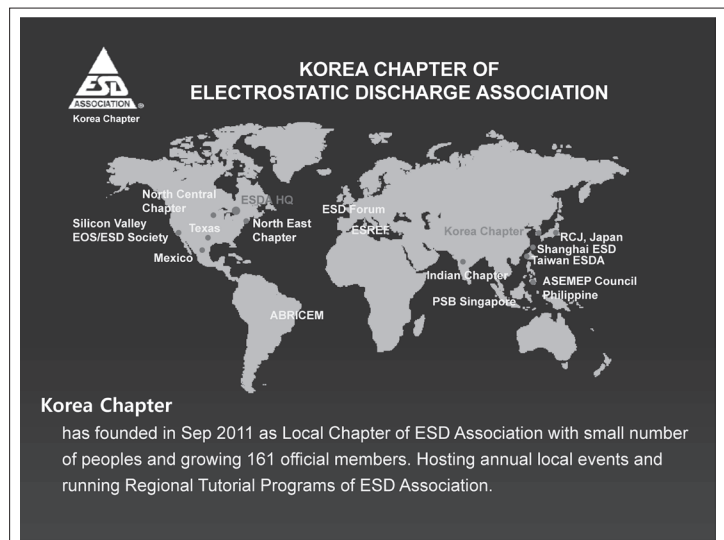 ESD
ASSOCIATION ®
Korea Chapter
KOREA CHAPTER OF
ELECTROSTATIC DISCHARGE ASSOCIATION
North Central
Chapter
ESDA HQ
Silicon Valley
EOS/ESD Society
Texas
North East
Chapter
Mexico
ESD Forum
ESREF
Korea Chapter
RCJ, Japan
Shanghai ESD
Taiwan ESDA
Indian Chapter
ASEMEP Council
Philippine
PSB Singapore
ABRICEM
Korea Chapter
has founded in Sep 2011 as Local Chapter of ESD Association with small number
of peoples and growing 161 official members. Hosting annual local events and
running Regional Tutorial Programs of ESD Association.